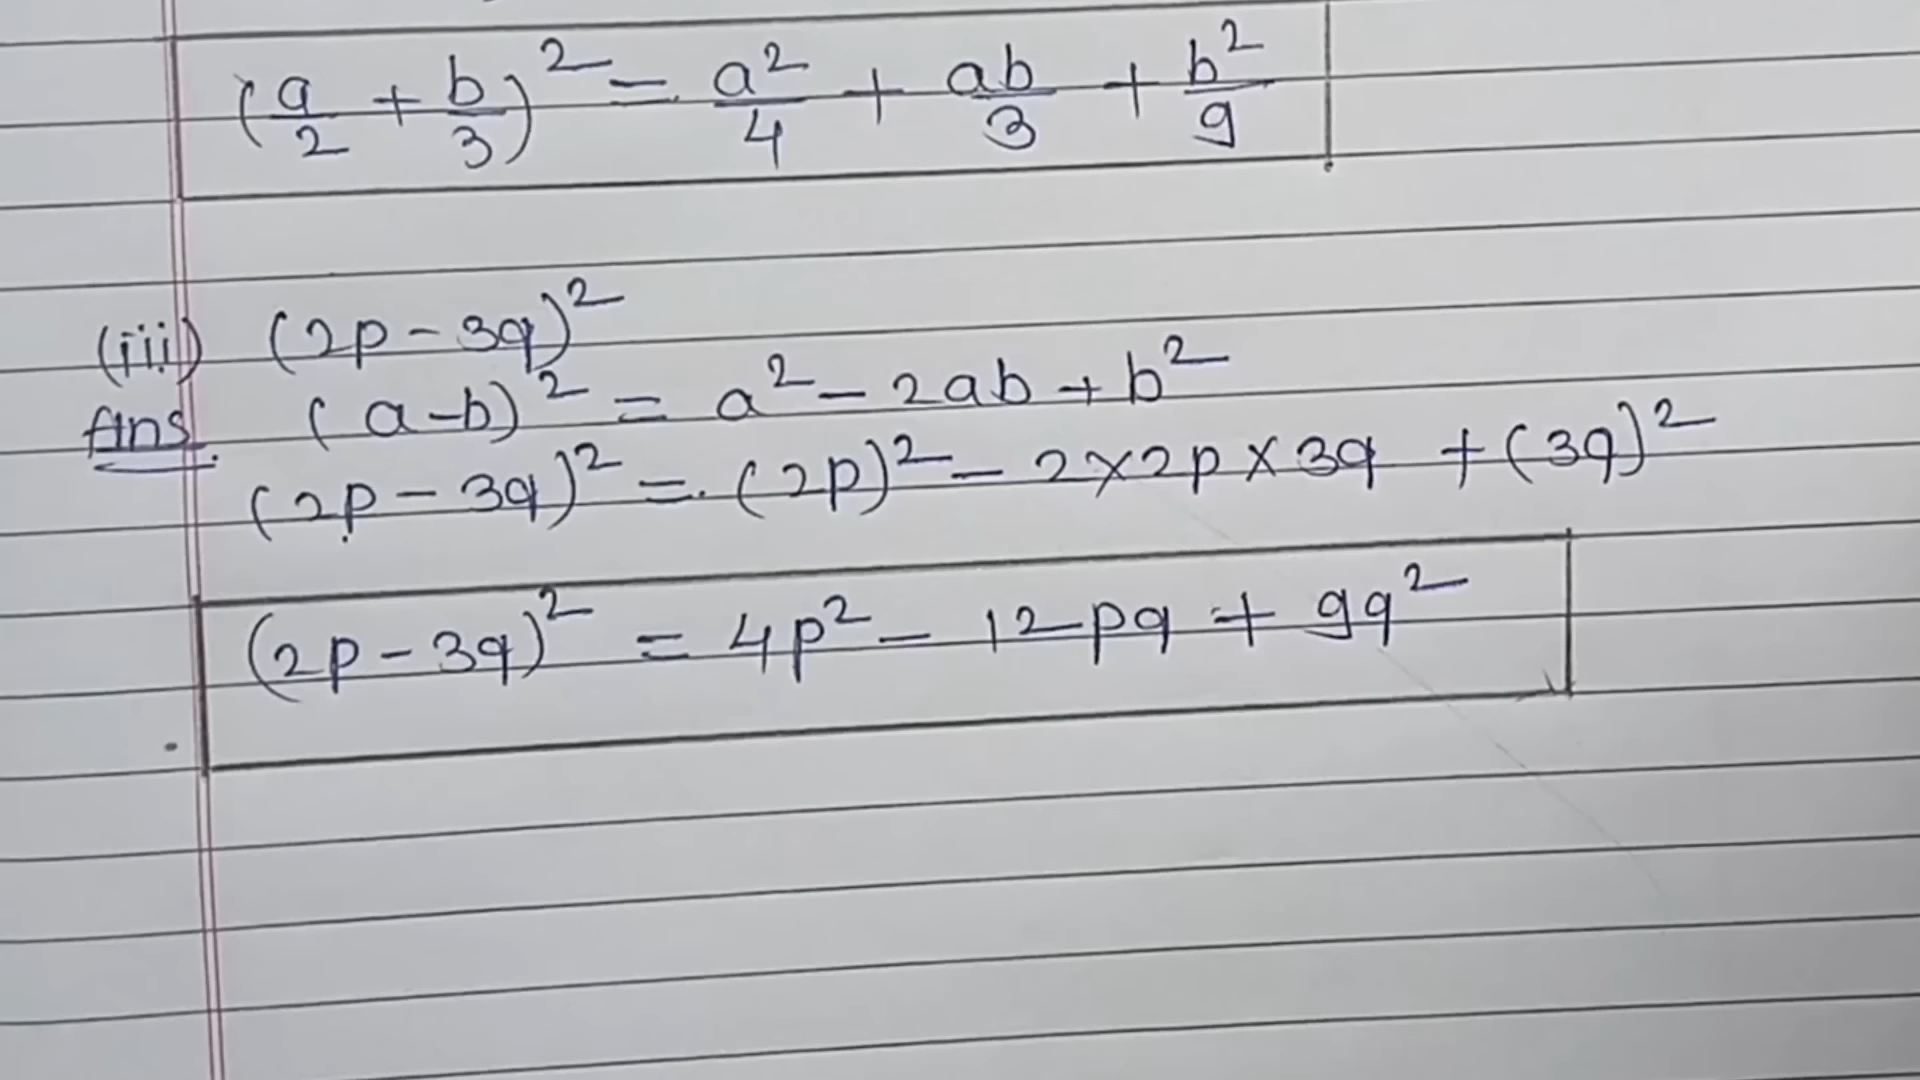 (a/2 + b/3)² = a²/4 + ab/3 + b²/9
(iii) (2p - 3q)²
Ans. (a-b)² = a² - 2ab + b²
(2p - 3q)² = (2p)² - 2×2p×3q + (3q)²
(2p - 3q)² = 4p² - 12pq + 9q²